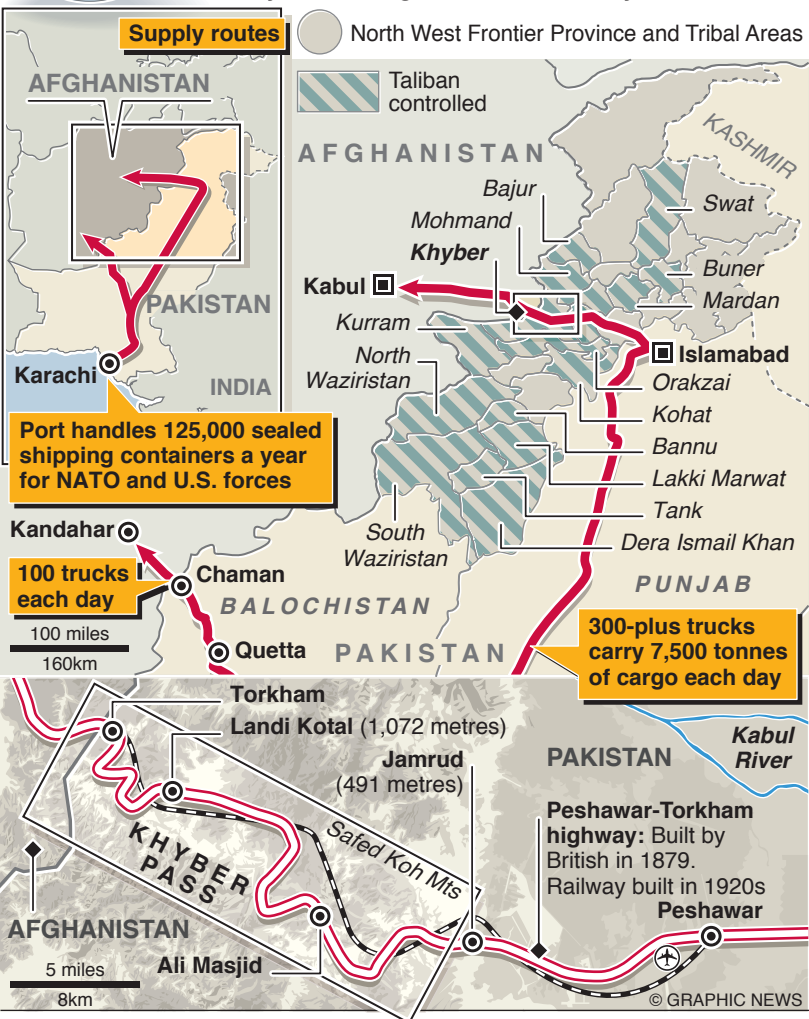 Supply routes
North West Frontier Province and Tribal Areas
Taliban
controlled
AFGHANISTAN
PAKISTAN
INDIA
Karachi
Port handles 125,000 sealed
shipping containers a year
for NATO and U.S. forces
AFGHANISTAN
KASHMIR
Bajur
Mohmand
Khyber
Kabul
Kurram
North
Waziristan
Swat
Buner
Mardan
Islamabad
Orakzai
Kohat
Bannu
Lakki Marwat
Tank
Dera Ismail Khan
South
Waziristan
Kandahar
100 trucks
each day
Chaman
BALOCHISTAN
PUNJAB
Quetta
PAKISTAN
100 miles
160km
300-plus trucks
carry 7,500 tonnes
of cargo each day
Torkham
Landi Kotal (1,072 metres)
Jamrud
(491 metres)
PAKISTAN
Kabul
River
KHYBER
PASS
Safed Koh Mts
Peshawar-Torkham
highway: Built by
British in 1879.
Railway built in 1920s
Peshawar
AFGHANISTAN
Ali Masjid
5 miles
8km
© GRAPHIC NEWS